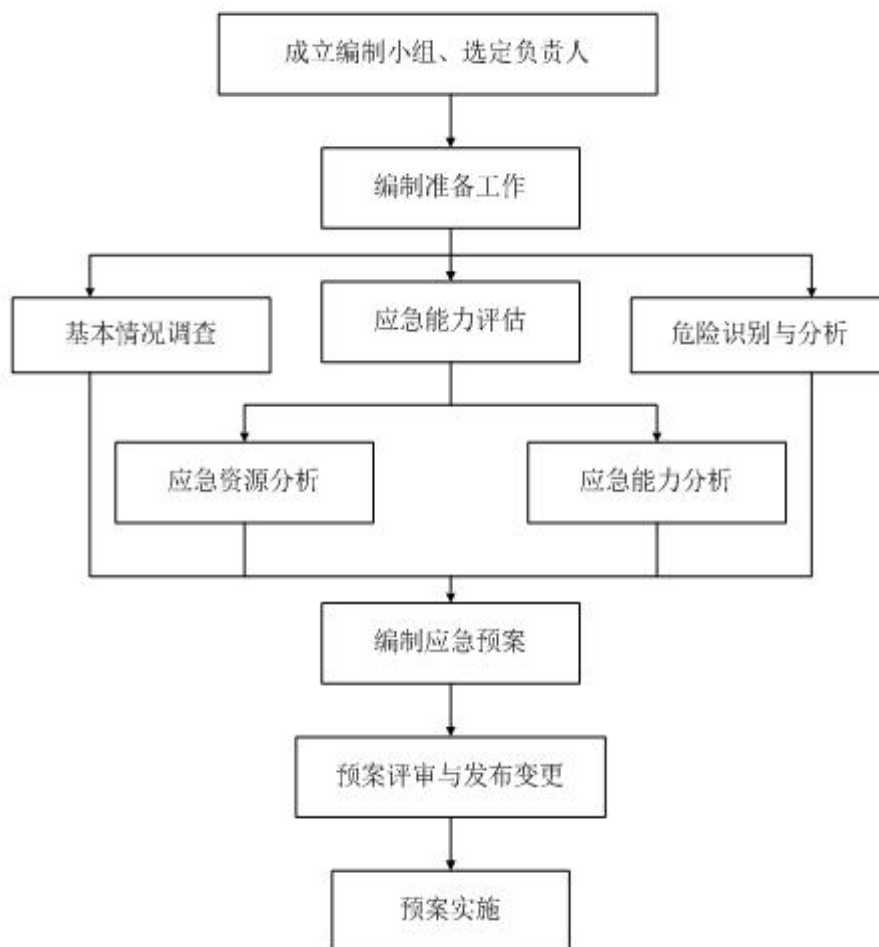 成立编制小组、选定负责人
编制准备工作
基本情况调查
应急能力评估
危险识别与分析
应急资源分析
应急能力分析
编制应急预案
预案评审与发布变更
预案实施